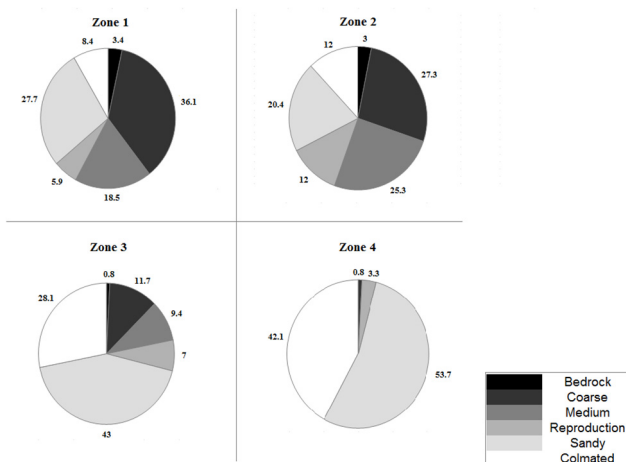 Zone 1
8.4
3.4
27.7
36.1
5.9
18.5
Zone 2
12
3
27.3
20.4
12
25.3
Zone 3
0.8
11.7
28.1
9.4
7
43
Zone 4
0.8
3.3
42.1
53.7
Bedrock
Coarse
Medium
Reproduction
Sandy
Colmated